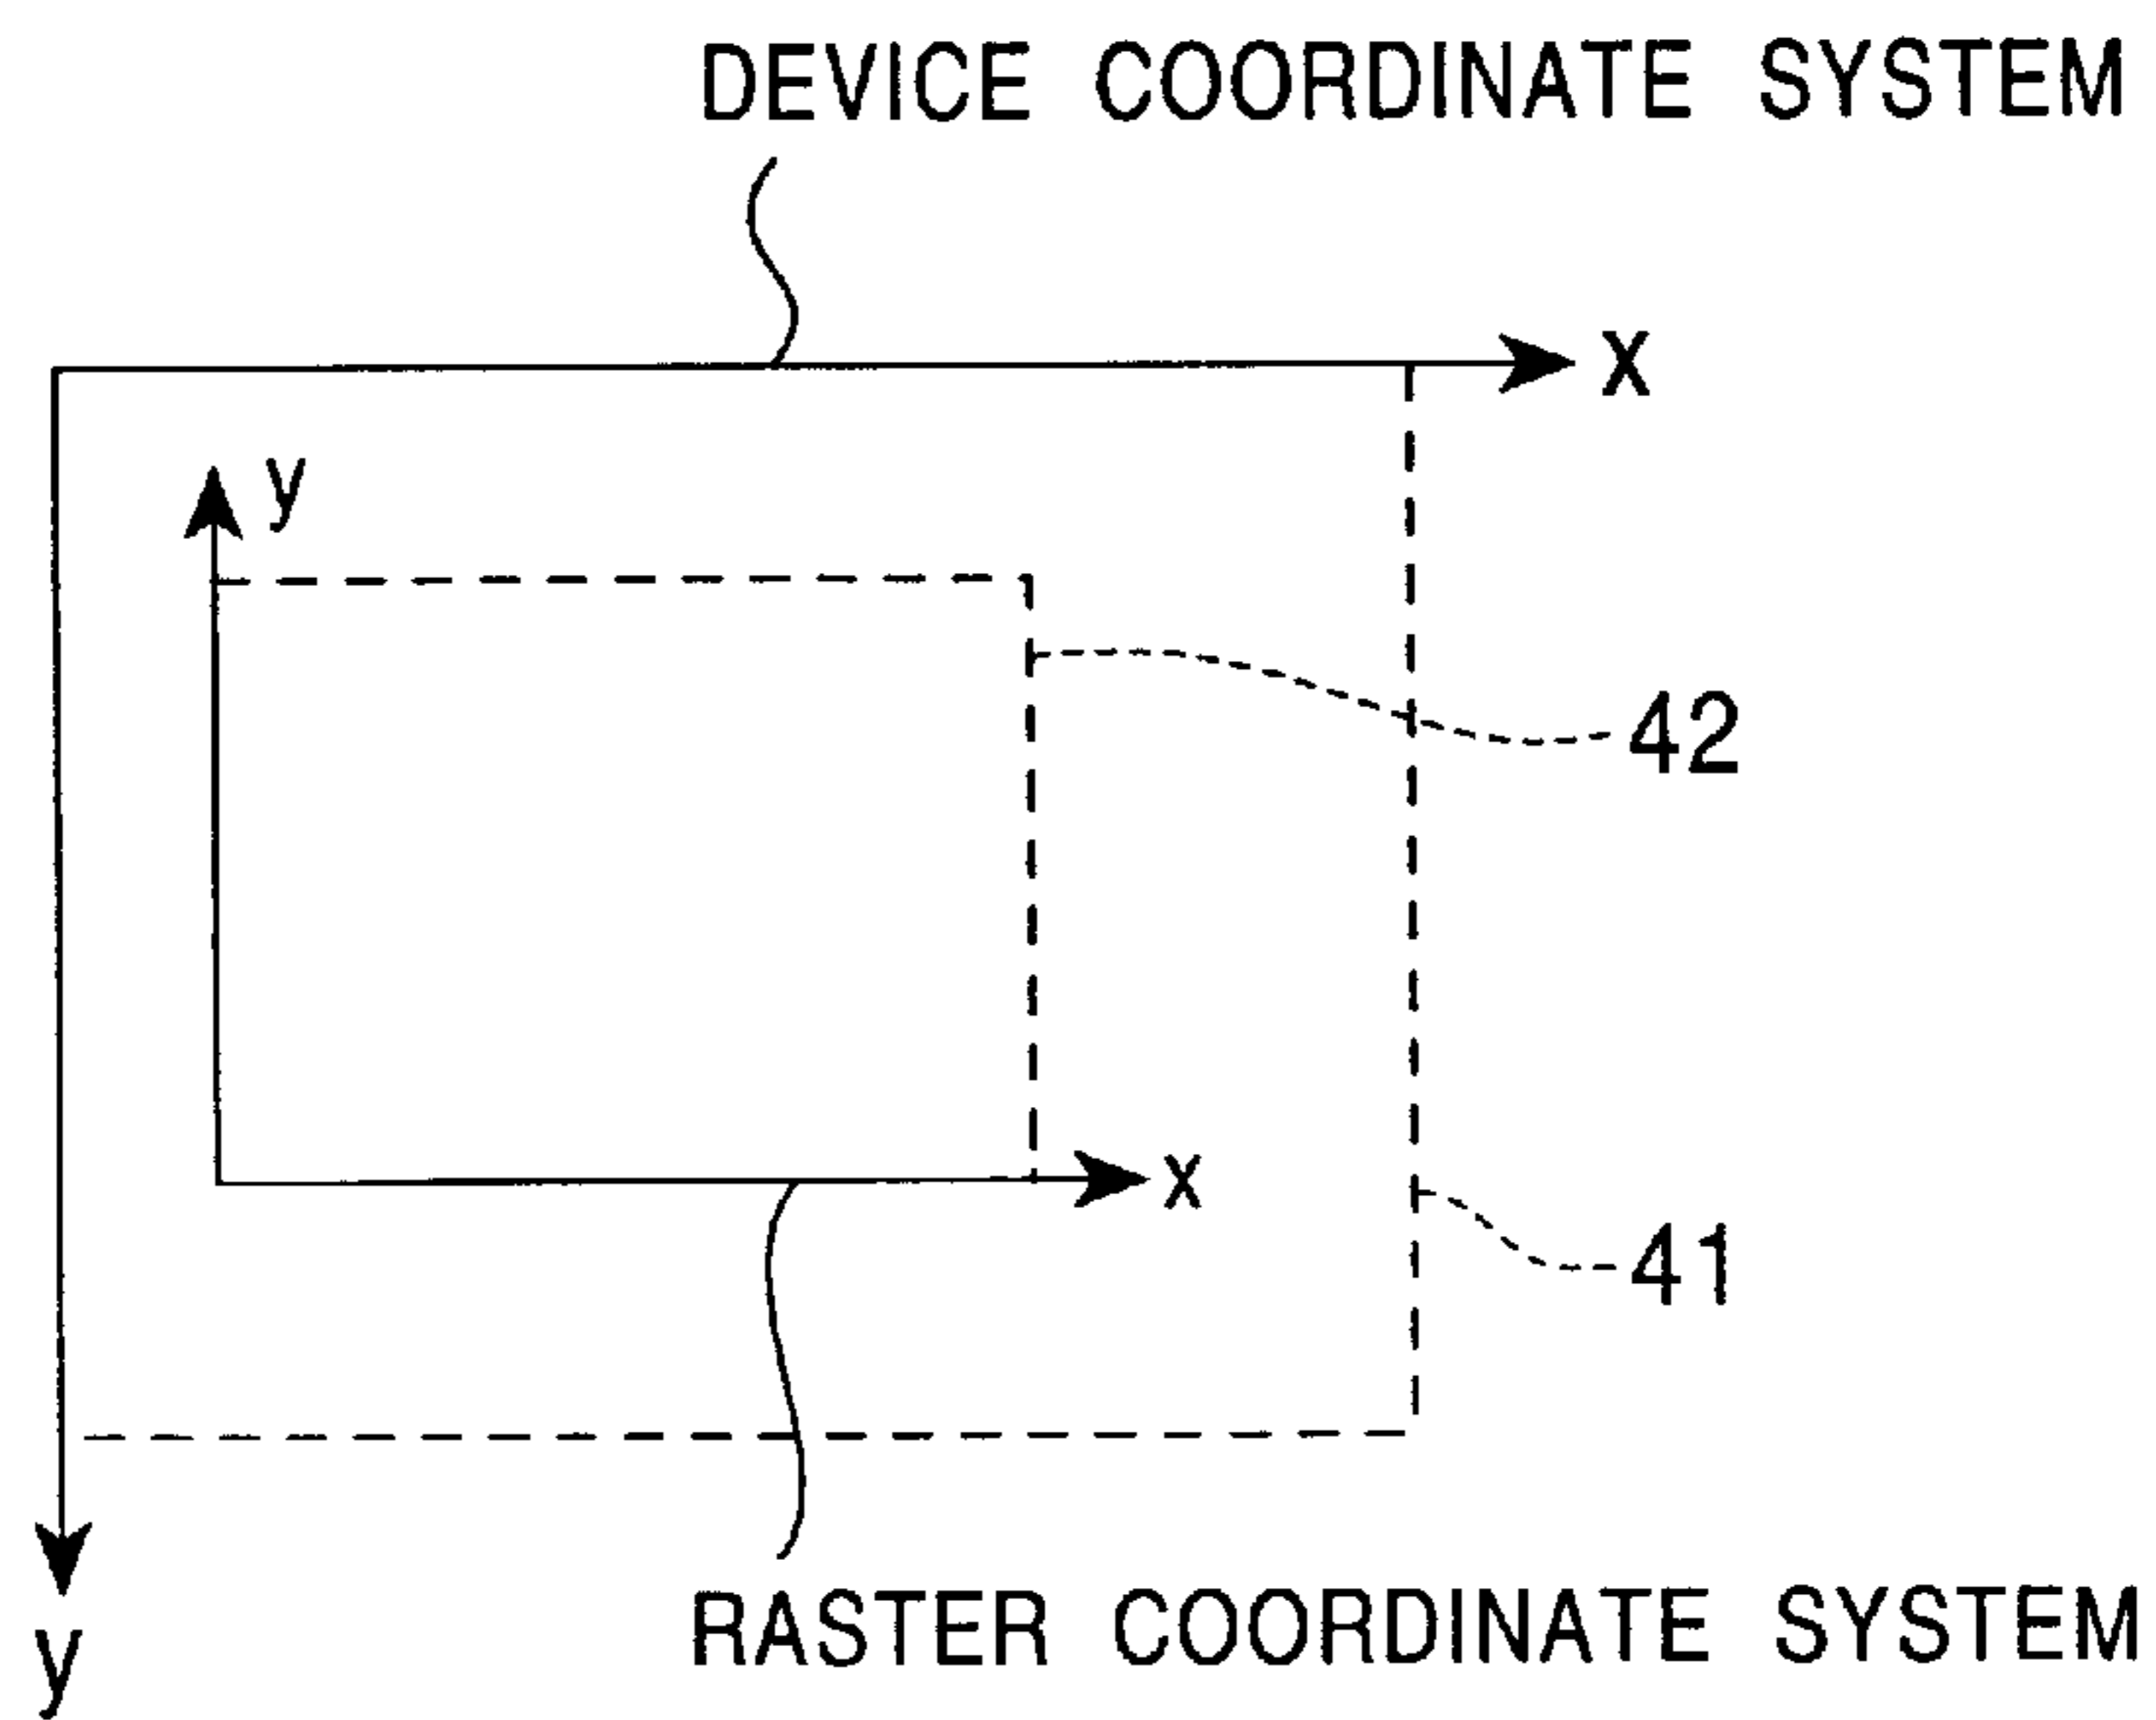 DEVICE COORDINATE SYSTEM
x
y
42
x
41
RASTER COORDINATE SYSTEM
y